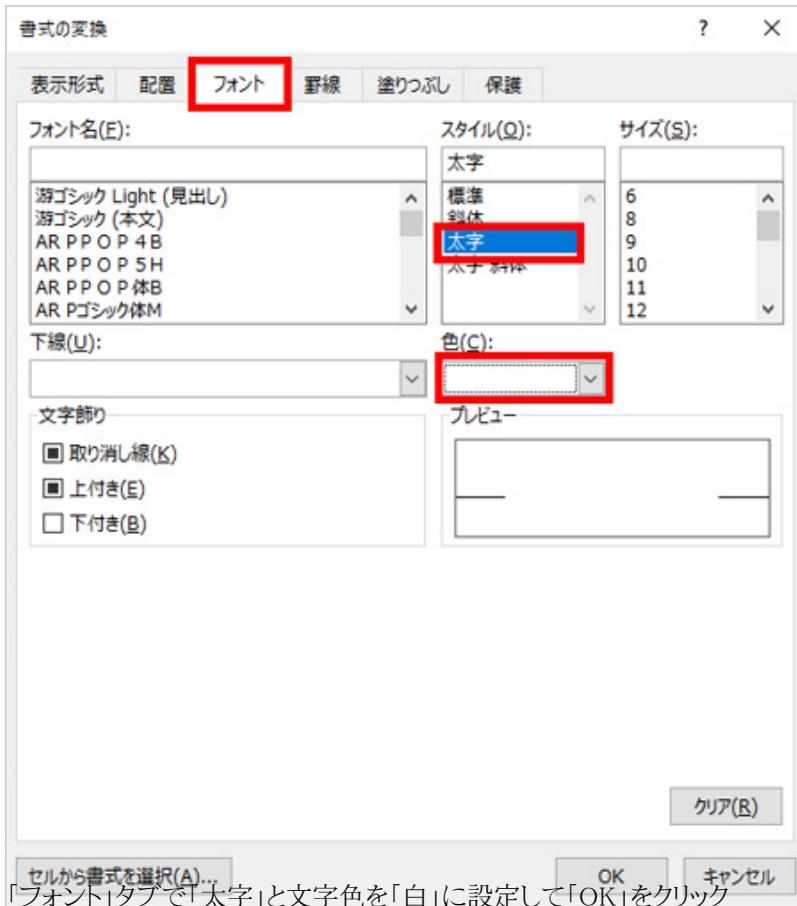 書式の変換 ? ×
表示形式 配置 フォント 罫線 塗りつぶし 保護
フォント名(F): スタイル(O): サイズ(S):
太字
游ゴシック Light (見出し) 標準 6
游ゴシック (本文) 斜体 8
AR P P O P 4 B 太字 9
AR P P O P 5 H 太字 斜体 10
AR P P O P 体B 11
AR Pゴシック体M 12
下線(U): 色(C):
文字飾り プレビュー
取り消し線(K)
上付き(E)
下付き(B)
クリア(R)
セルから書式を選択(A)... OK キャンセル
「フォント」タブで「太字」と文字色を「白」に設定して「OK」をクリック